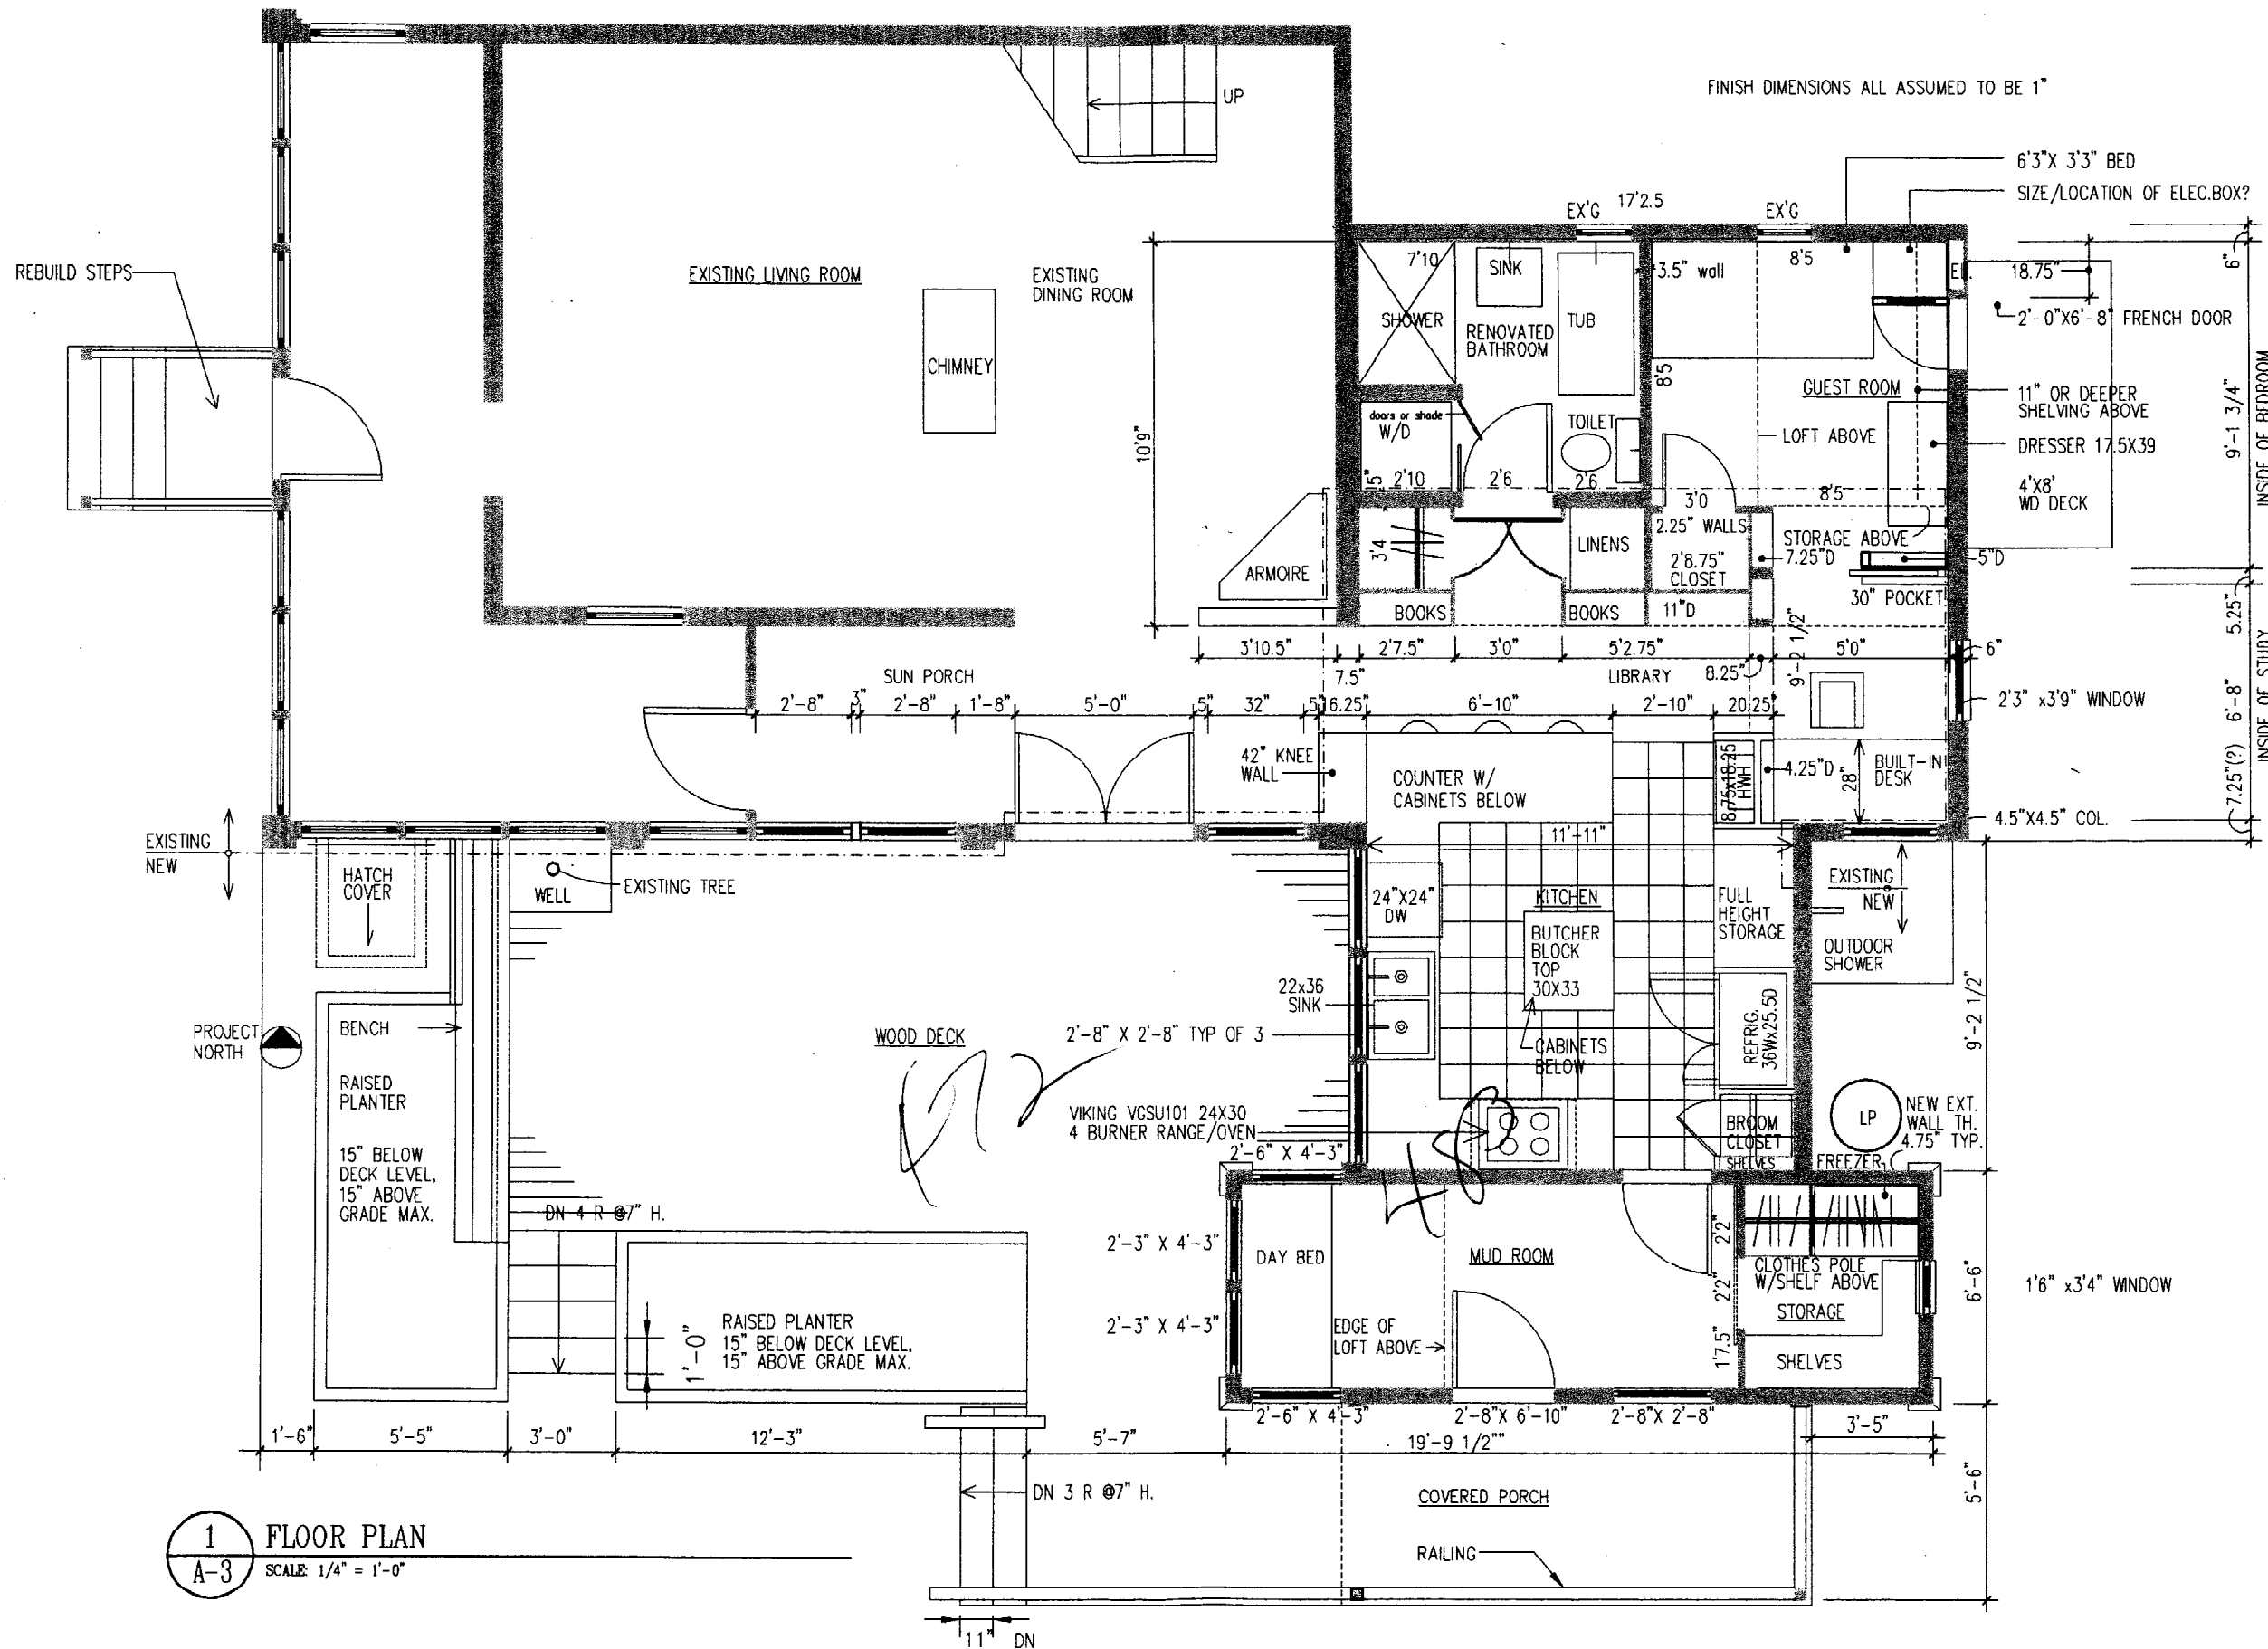 FINISH DIMENSIONS ALL ASSUMED TO BE 1"
UP
6'3"X 3'3" BED
SIZE/LOCATION OF ELEC.BOX?
EX'G
17'2.5
EX'G
REBUILD STEPS
EXISTING LIVING ROOM
EXISTING
DINING ROOM
CHIMNEY
10'9"
7'10
SINK
3.5" wall
8'5
18.75"
6"
SHOWER
RENOVATED
BATHROOM
TUB
2'-0"X6'-8" FRENCH DOOR
8'5
GUEST ROOM
11" OR DEEPER
SHELVING ABOVE
9'-1 3/4"
INSIDE OF BEDROOM
doors or shade
W/D
TOILET
LOFT ABOVE
DRESSER 17.5X39
2'10
2'6
2'6
8'5
4'X8'
WD DECK
3'0
2.25" WALLS
3'4
LINENS
STORAGE ABOVE
2'8.75"
CLOSET
7.25"D
5"D
ARMOIRE
BOOKS
BOOKS
11"D
30" POCKET
5.25"
3'10.5"
2'7.5"
3'0"
5'2.75"
9'-2 1/2"
5'0"
6"
SUN PORCH
7.5"
LIBRARY
8.25"
6'-8"
INSIDE OF STUDY
2'-8"
3"
2'-8"
1'-8"
5'-0"
5"
32"
5"
16.25"
6'-10"
2'-10"
20.25"
2'3" x3'9" WINDOW
42" KNEE
WALL
COUNTER W/
CABINETS BELOW
8.75x18.25
HWH
4.25"D
28"
BUILT-IN
DESK
7.25"(?)
4.5"X4.5" COL.
EXISTING
NEW
11'-11"
HATCH
COVER
WELL
EXISTING TREE
24"X24"
DW
KITCHEN
FULL
HEIGHT
STORAGE
EXISTING
NEW
BUTCHER
BLOCK
TOP
30X33
OUTDOOR
SHOWER
22x36
SINK
PROJECT
NORTH
BENCH
WOOD DECK
2'-8" X 2'-8" TYP OF 3
CABINETS
BELOW
REFRIG.
36Wx25.5D
9'-2 1/2"
RAISED
PLANTER
VIKING VGSU101 24X30
4 BURNER RANGE/OVEN
BROOM
CLOSET
SHELVES
LP
NEW EXT.
WALL TH.
4.75" TYP.
15" BELOW
DECK LEVEL,
15" ABOVE
GRADE MAX.
2'-6" X 4'-3"
FREEZER
DN 4 R @7" H.
2'-3" X 4'-3"
DAY BED
MUD ROOM
2'2"
CLOTHES POLE
W/SHELF ABOVE
2'2"
6'-6"
1'6" x3'4" WINDOW
RAISED PLANTER
15" BELOW DECK LEVEL,
15" ABOVE GRADE MAX.
1'-0"
2'-3" X 4'-3"
EDGE OF
LOFT ABOVE
STORAGE
1'7.5"
SHELVES
2'-6" X 4'-3"
2'-8"X 6'-10"
2'-8"X 2'-8"
1'-6"
5'-5"
3'-0"
12'-3"
5'-7"
19'-9 1/2""
3'-5"
DN 3 R @7" H.
COVERED PORCH
5'-6"
1
A-3
FLOOR PLAN
SCALE: 1/4" = 1'-0"
RAILING
11"
DN